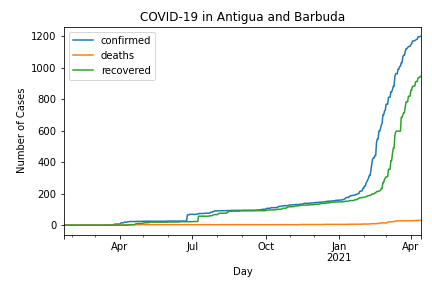 COVID-19 in Antigua and Barbuda
confirmed
deaths
recovered
1200
1000
800
600
400
200
0
Number of Cases
Apr
Jul
Oct
Jan
2021
Apr
Day